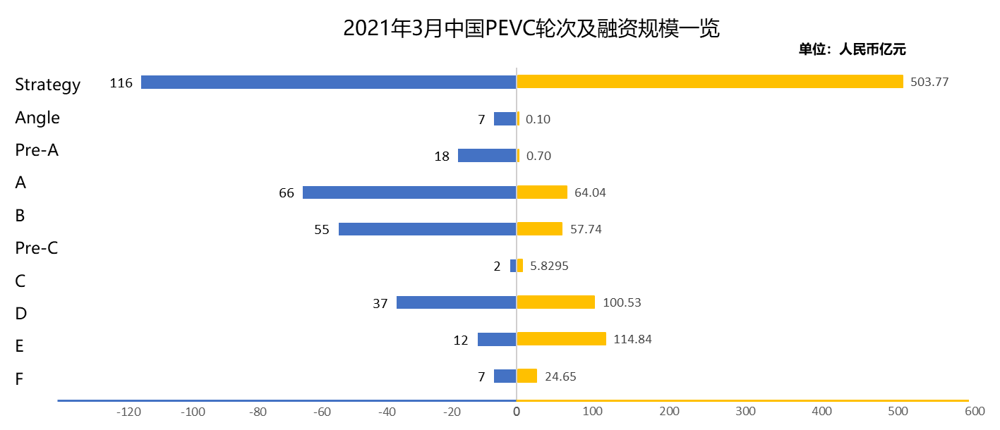 2021年3月中国PEVC轮次及融资规模一览
单位：人民币亿元
Strategy 116 503.77
Angle 7 0.10
Pre-A 18 0.70
A 66 64.04
B 55 57.74
Pre-C 2 5.8295
C 37 100.53
D 12 114.84
E 7 24.65
F
-120 -100 -80 -60 -40 -20 0 100 200 300 400 500 600